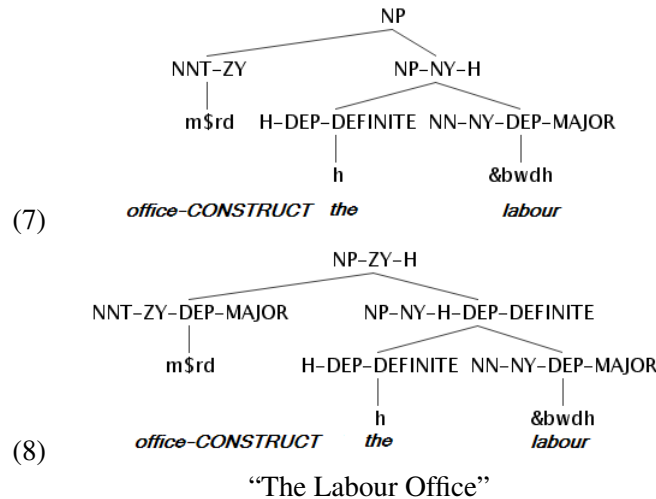 NP
NNT-ZY NP-NY-H
m$rd H-DEP-DEFINITE NN-NY-DEP-MAJOR
h &bwdh
office-CONSTRUCT the labour
(7)
NP-ZY-H
NNT-ZY-DEP-MAJOR NP-NY-H-DEP-DEFINITE
m$rd H-DEP-DEFINITE NN-NY-DEP-MAJOR
h &bwdh
office-CONSTRUCT the labour
(8)
“The Labour Office”